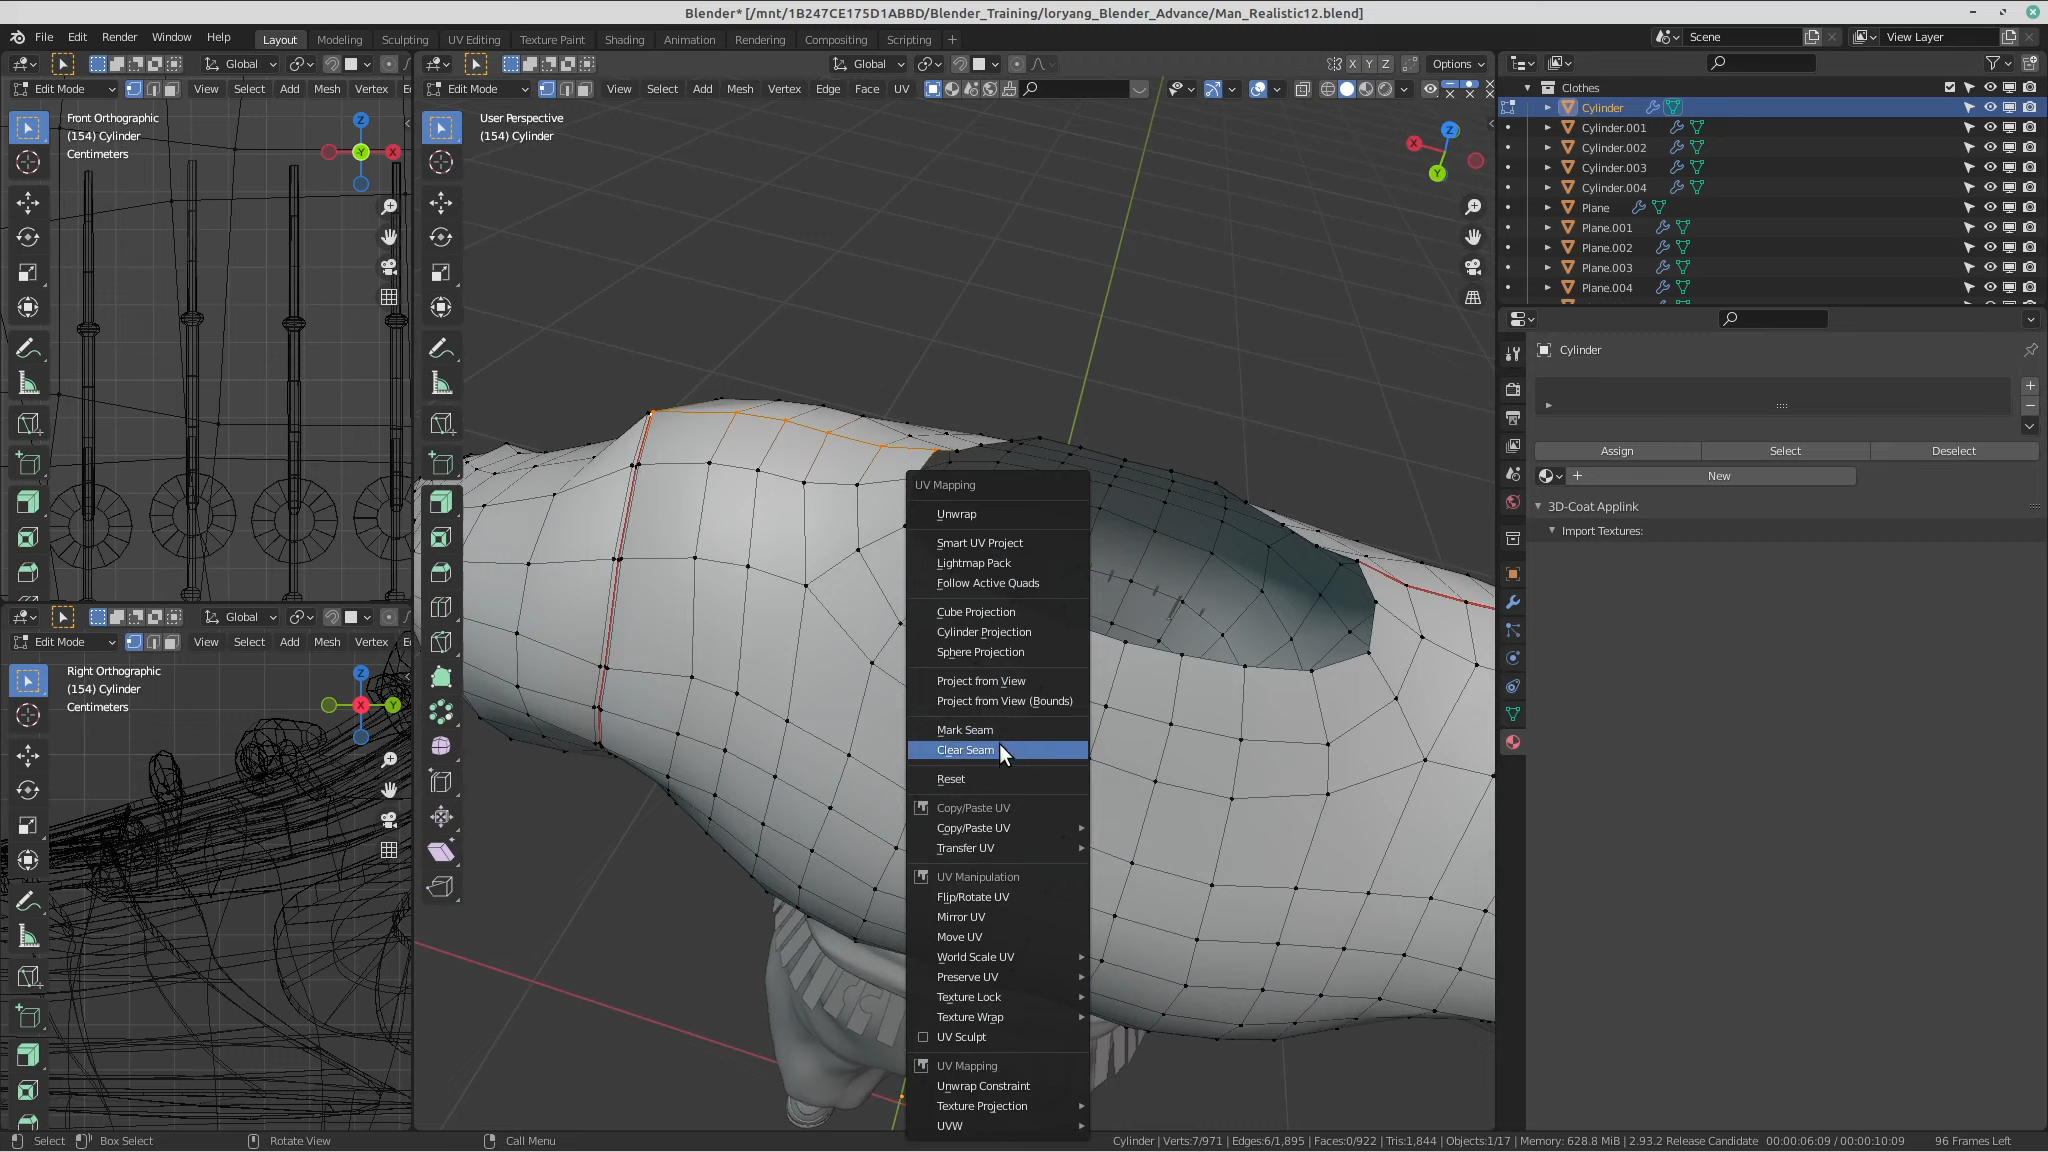 Blender* [/mnt/1B247CE175D1ABBD/Blender_Training/loryang_Blender_Advance/Man_Realistic12.blend]
File Edit Render Window Help
Layout Modeling Sculpting UV Editing Texture Paint Shading Animation Rendering Compositing Scripting +
Scene
View Layer
Global
Global
X Y Z
Options
Edit Mode View Select Add Mesh Vertex
Edit Mode View Select Add Mesh Vertex Edge Face UV
Front Orthographic
(154) Cylinder
Centimeters
Z
Y
X
User Perspective
(154) Cylinder
Z
X
Y
Clothes
Cylinder
Cylinder.001
Cylinder.002
Cylinder.003
Cylinder.004
Plane
Plane.001
Plane.002
Plane.003
Plane.004
Cylinder
Assign Select Deselect
New
3D-Coat Applink
Import Textures:
UV Mapping
Unwrap
Smart UV Project
Lightmap Pack
Follow Active Quads
Cube Projection
Cylinder Projection
Sphere Projection
Project from View
Project from View (Bounds)
Mark Seam
Clear Seam
Reset
Copy/Paste UV
Copy/Paste UV
Transfer UV
UV Manipulation
Flip/Rotate UV
Mirror UV
Move UV
World Scale UV
Preserve UV
Texture Lock
Texture Wrap
UV Sculpt
UV Mapping
Unwrap Constraint
Texture Projection
UVW
Global
Edit Mode View Select Add Mesh Vertex
Right Orthographic
(154) Cylinder
Centimeters
Z
X
Y
Select Box Select Rotate View Call Menu
Cylinder | Verts:7/971 | Edges:6/1,895 | Faces:0/922 | Tris:1,844 | Objects:1/17 | Memory: 628.8 MiB | 2.93.2 Release Candidate 00:00:06:09 / 00:00:10:09 96 Frames Left